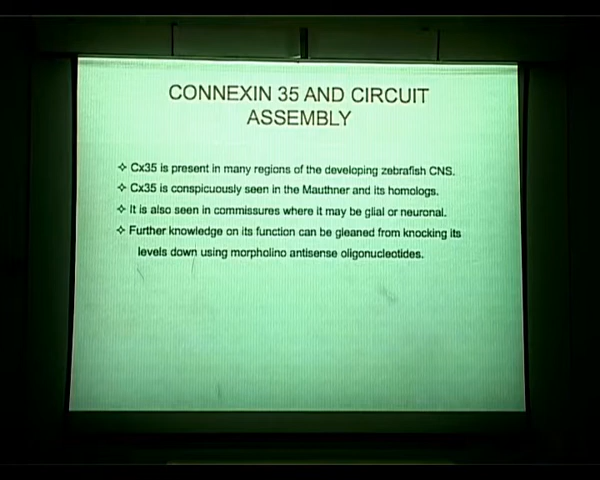 CONNEXIN 35 AND CIRCUIT
ASSEMBLY
✧ Cx35 is present in many regions of the developing zebrafish CNS.
✧ Cx35 is conspicuously seen in the Mauthner and its homologs.
✧ It is also seen in commissures where it may be glial or neuronal.
✧ Further knowledge on its function can be gleaned from knocking its
levels down using morpholino antisense oligonucleotides.